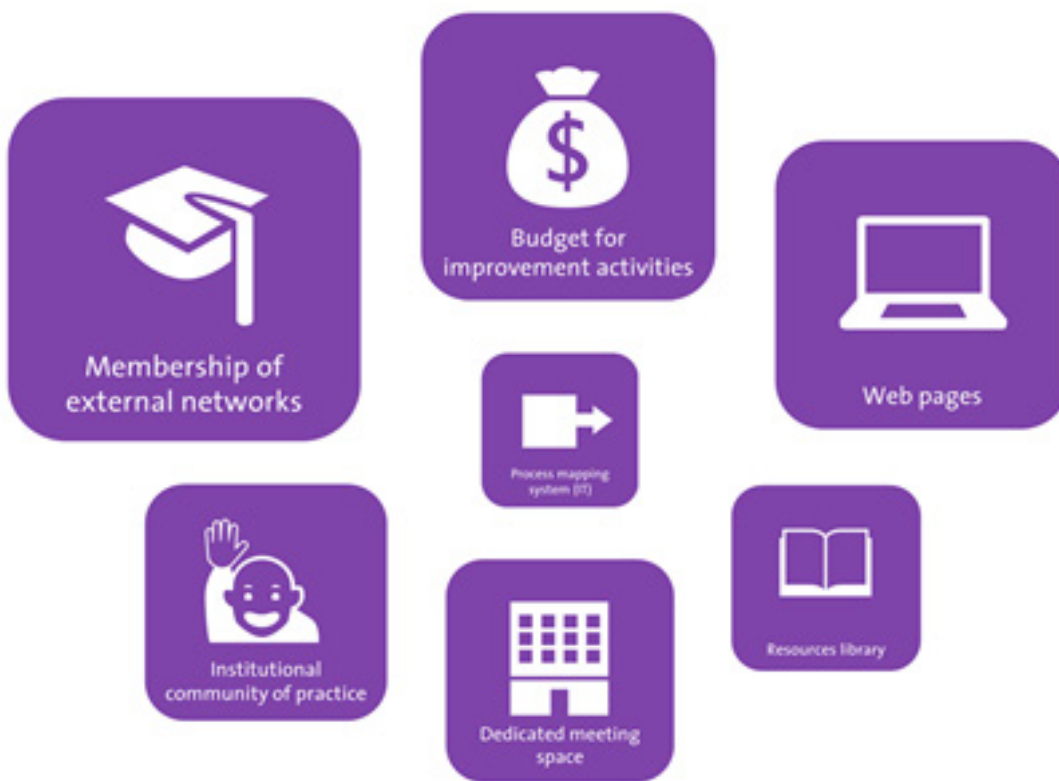 $
Budget for
improvement activities
Membership of
external networks
Web pages
Process mapping
system (IT)
Institutional
community of practice
Resources library
Dedicated meeting
space